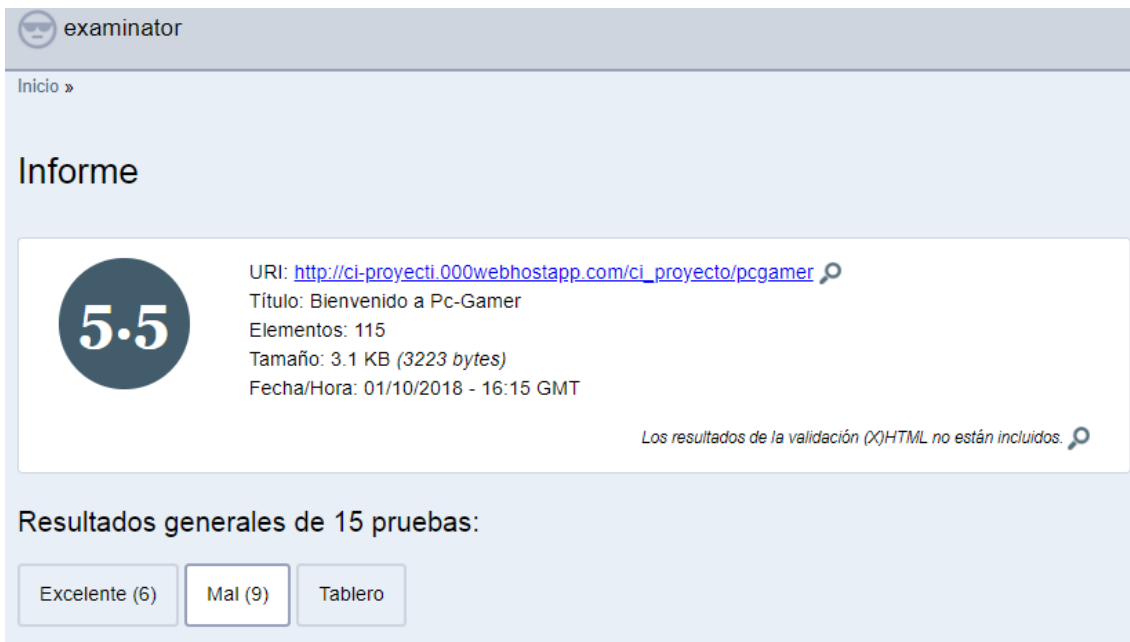 examinator
Inicio »
Informe
5.5
URI: http://ci-proyecti.000webhostapp.com/ci_proyecto/pcgamer
Título: Bienvenido a Pc-Gamer
Elementos: 115
Tamaño: 3.1 KB (3223 bytes)
Fecha/Hora: 01/10/2018 - 16:15 GMT
Los resultados de la validación (X)HTML no están incluidos.
Resultados generales de 15 pruebas:
Excelente (6) Mal (9) Tablero